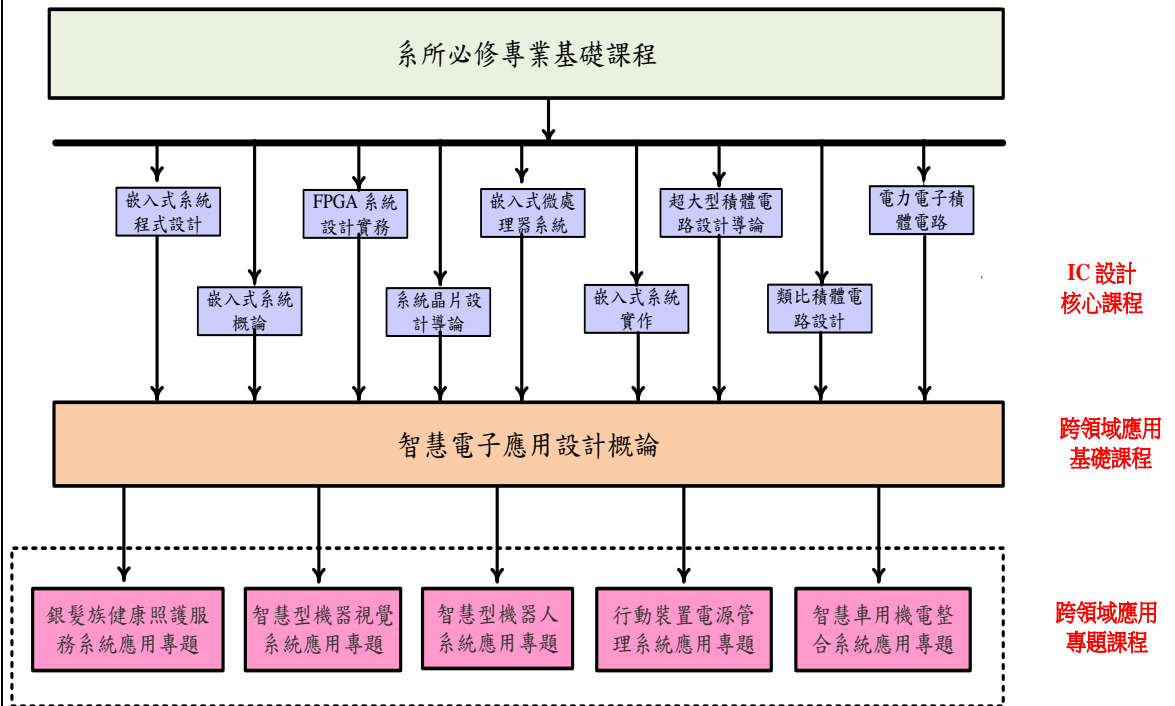 系所必修專業基礎課程
嵌入式系統
程式設計
FPGA 系統
設計實務
嵌入式微處
理器系統
超大型積體電
路設計導論
電力電子積
體電路
嵌入式系統
概論
系統晶片設
計導論
嵌入式系統
實作
類比積體電
路設計
IC 設計
核心課程
智慧電子應用設計概論
跨領域應用
基礎課程
銀髮族健康照護服
務系統應用專題
智慧型機器視覺
系統應用專題
智慧型機器人
系統應用專題
行動裝置電源管
理系統應用專題
智慧車用機電整
合系統應用專題
跨領域應用
專題課程